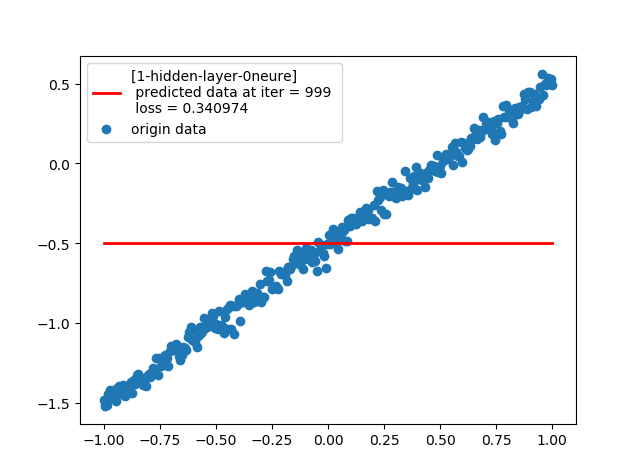 [1-hidden-layer-0neure]
predicted data at iter = 999
loss = 0.340974
origin data
0.5
0.0
−0.5
−1.0
−1.5
−1.00 −0.75 −0.50 −0.25 0.00 0.25 0.50 0.75 1.00